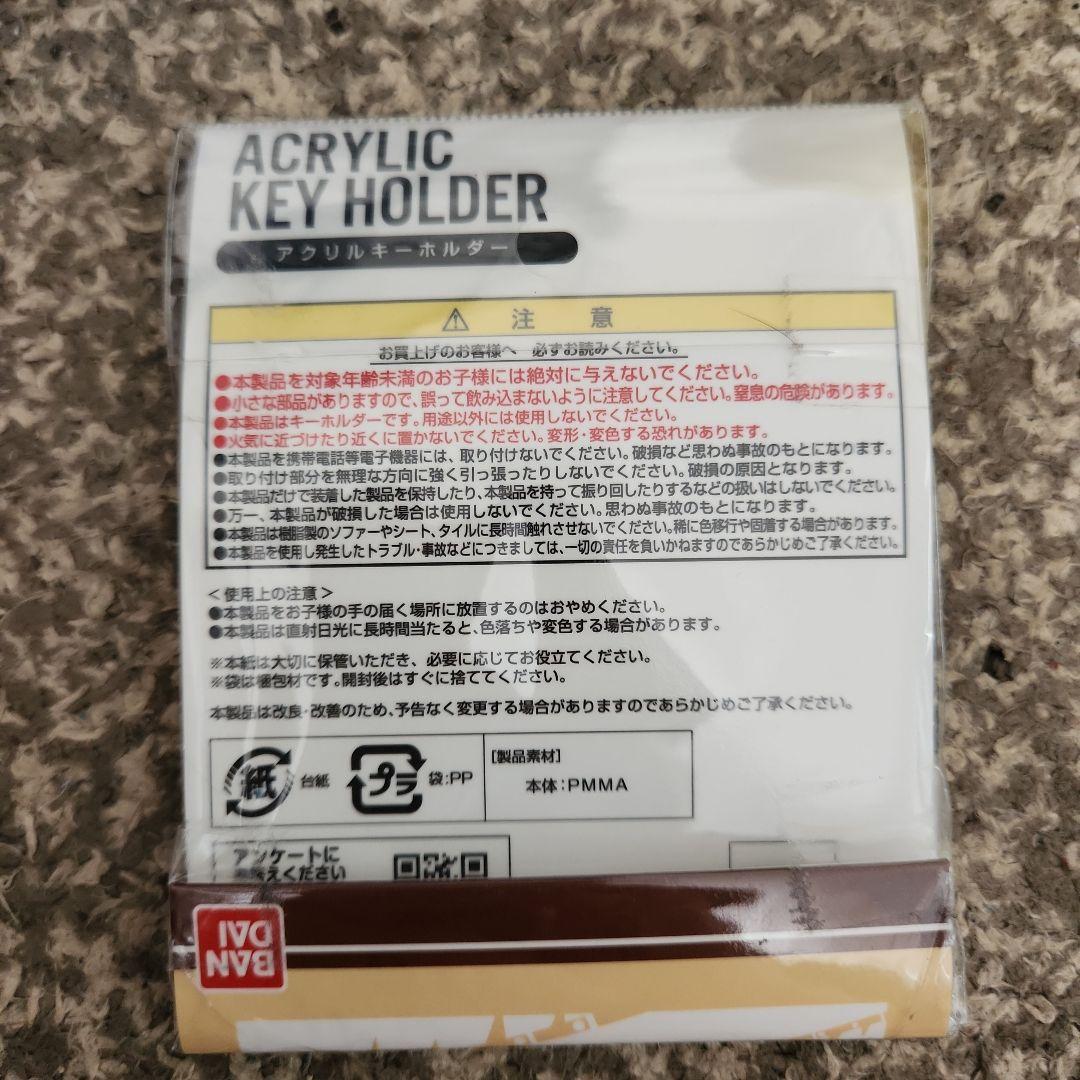 ACRYLIC
KEY HOLDER
アクリルキーホルダー
注 意
お買上げのお客様へ 必ずお読みください。
●本製品を対象年齢未満のお子様には絶対に与えないでください。
●小さな部品がありますので、誤って飲み込まないように注意してください。窒息の危険があります。
●本製品はキーホルダーです。用途以外には使用しないでください。
●火気に近づけたり近くに置かないでください。変形・変色する恐れがあります。
●本製品を携帯電話等電子機器には、取り付けないでください。破損など思わぬ事故のもとになります。
●取り付け部分を無理な方向に強く引っ張ったりしないでください。破損の原因となります。
●本製品だけで装着した製品を保持したり、本製品を持って振り回したりするなどの扱いはしないでください。
●万一、本製品が破損した場合は使用しないでください。思わぬ事故のもとになります。
●本製品は樹脂製のソファーやシート、タイルに長時間触れさせないでください。稀に色移行や固着する場合があります。
●本製品を使用し発生したトラブル・事故などにつきましては、一切の責任を負いかねますのであらかじめご了承ください。
<使用上の注意>
●本製品をお子様の手の届く場所に放置するのはおやめください。
●本製品は直射日光に長時間当たると、色落ちや変色する場合があります。
※本紙は大切に保管いただき、必要に応じてお役立てください。
※袋は梱包材です。開封後はすぐに捨ててください。
本製品は改良・改善のため、予告なく変更する場合がありますのであらかじめご了承ください。
紙 台紙 プラ 袋:PP [製品素材]
本体:PMMA
アンケートに
えください
BAN
DAI